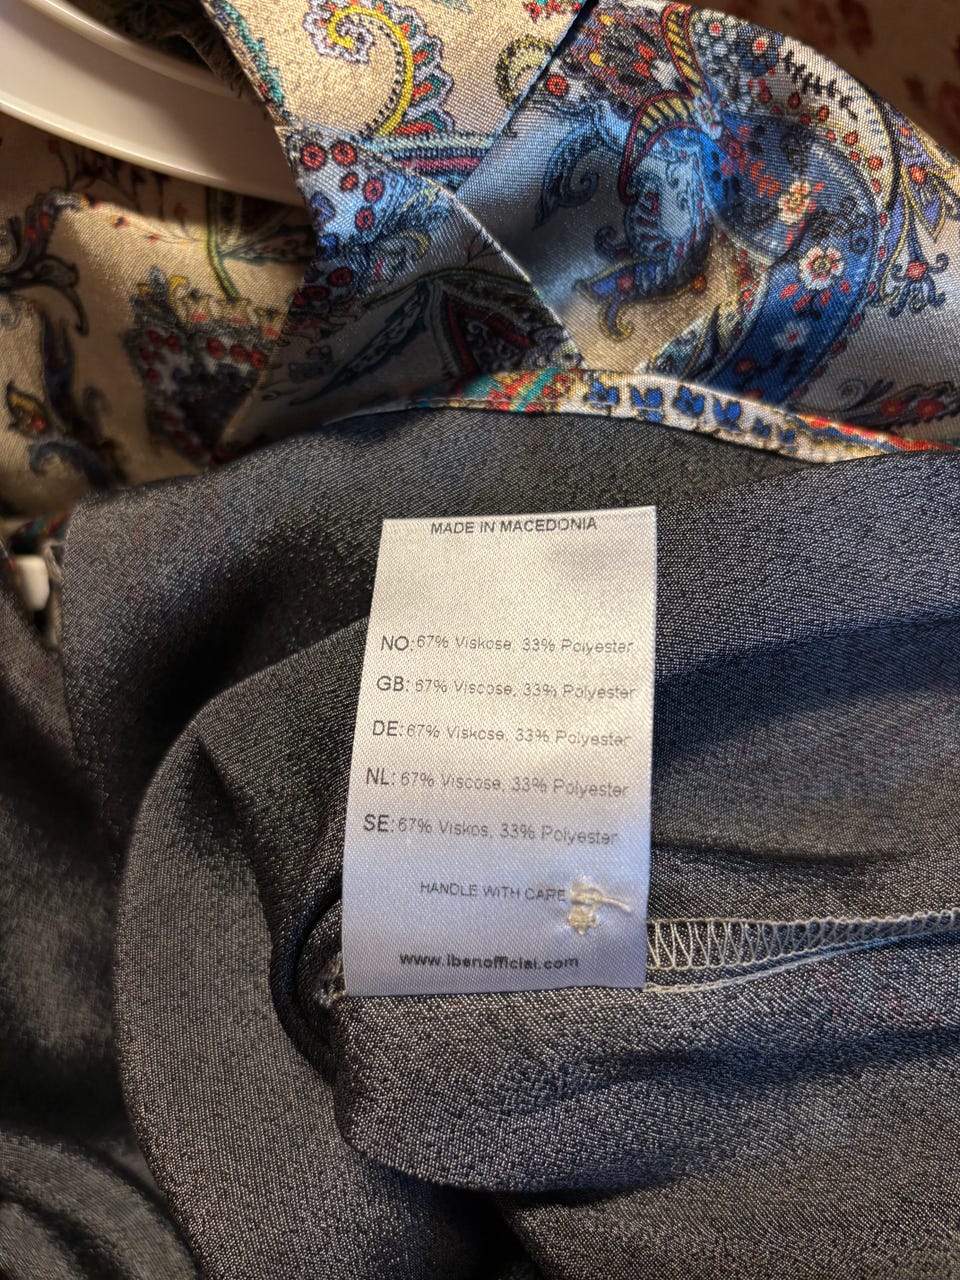 MADE IN MACEDONIA
NO: 67% Viskose, 33% Polyester
GB: 67% Viscose, 33% Polyester
DE: 67% Viskose, 33% Polyester
NL: 67% Viscose, 33% Polyester
SE: 67% Viskos, 33% Polyester
HANDLE WITH CARE
www.ibenofficial.com